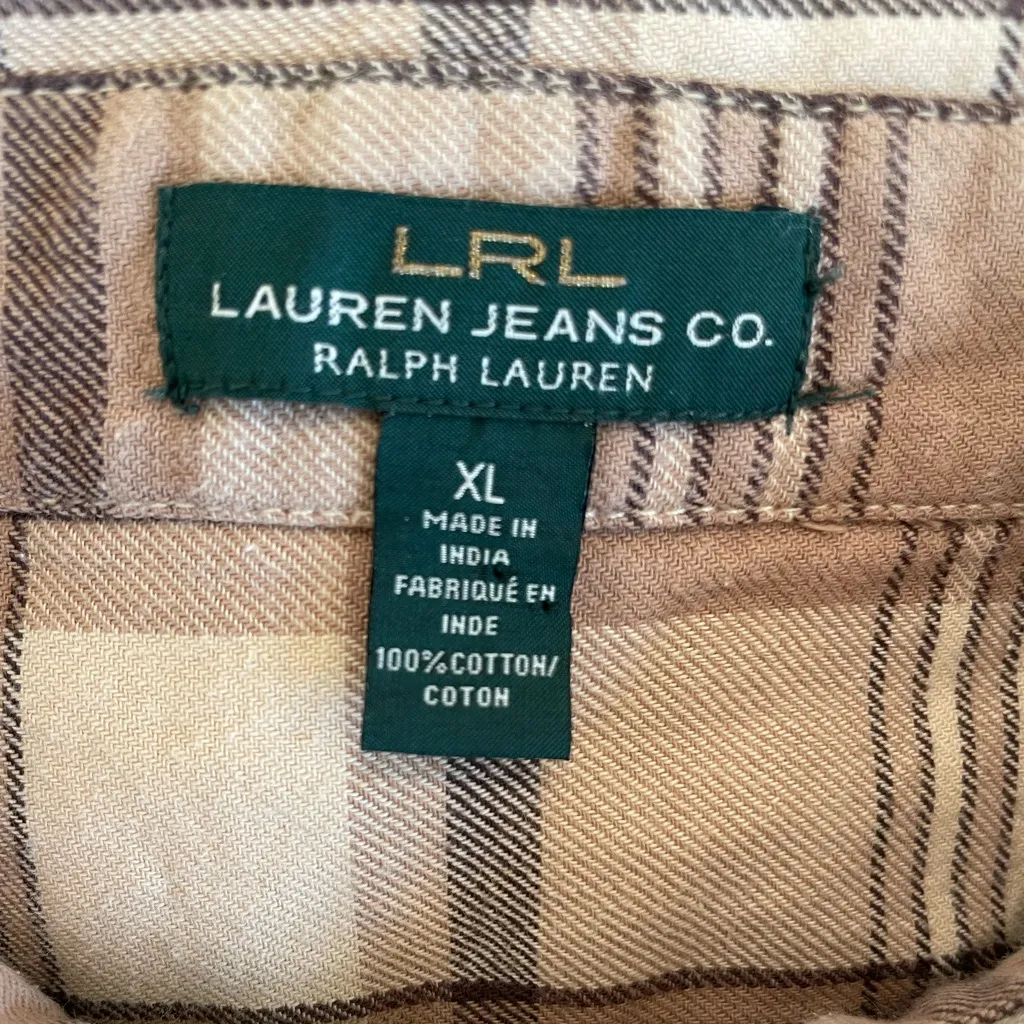 LRL
LAUREN JEANS CO.
RALPH LAUREN
XL
MADE IN
INDIA
FABRIQUÉ EN
INDE
100%COTTON/
COTON